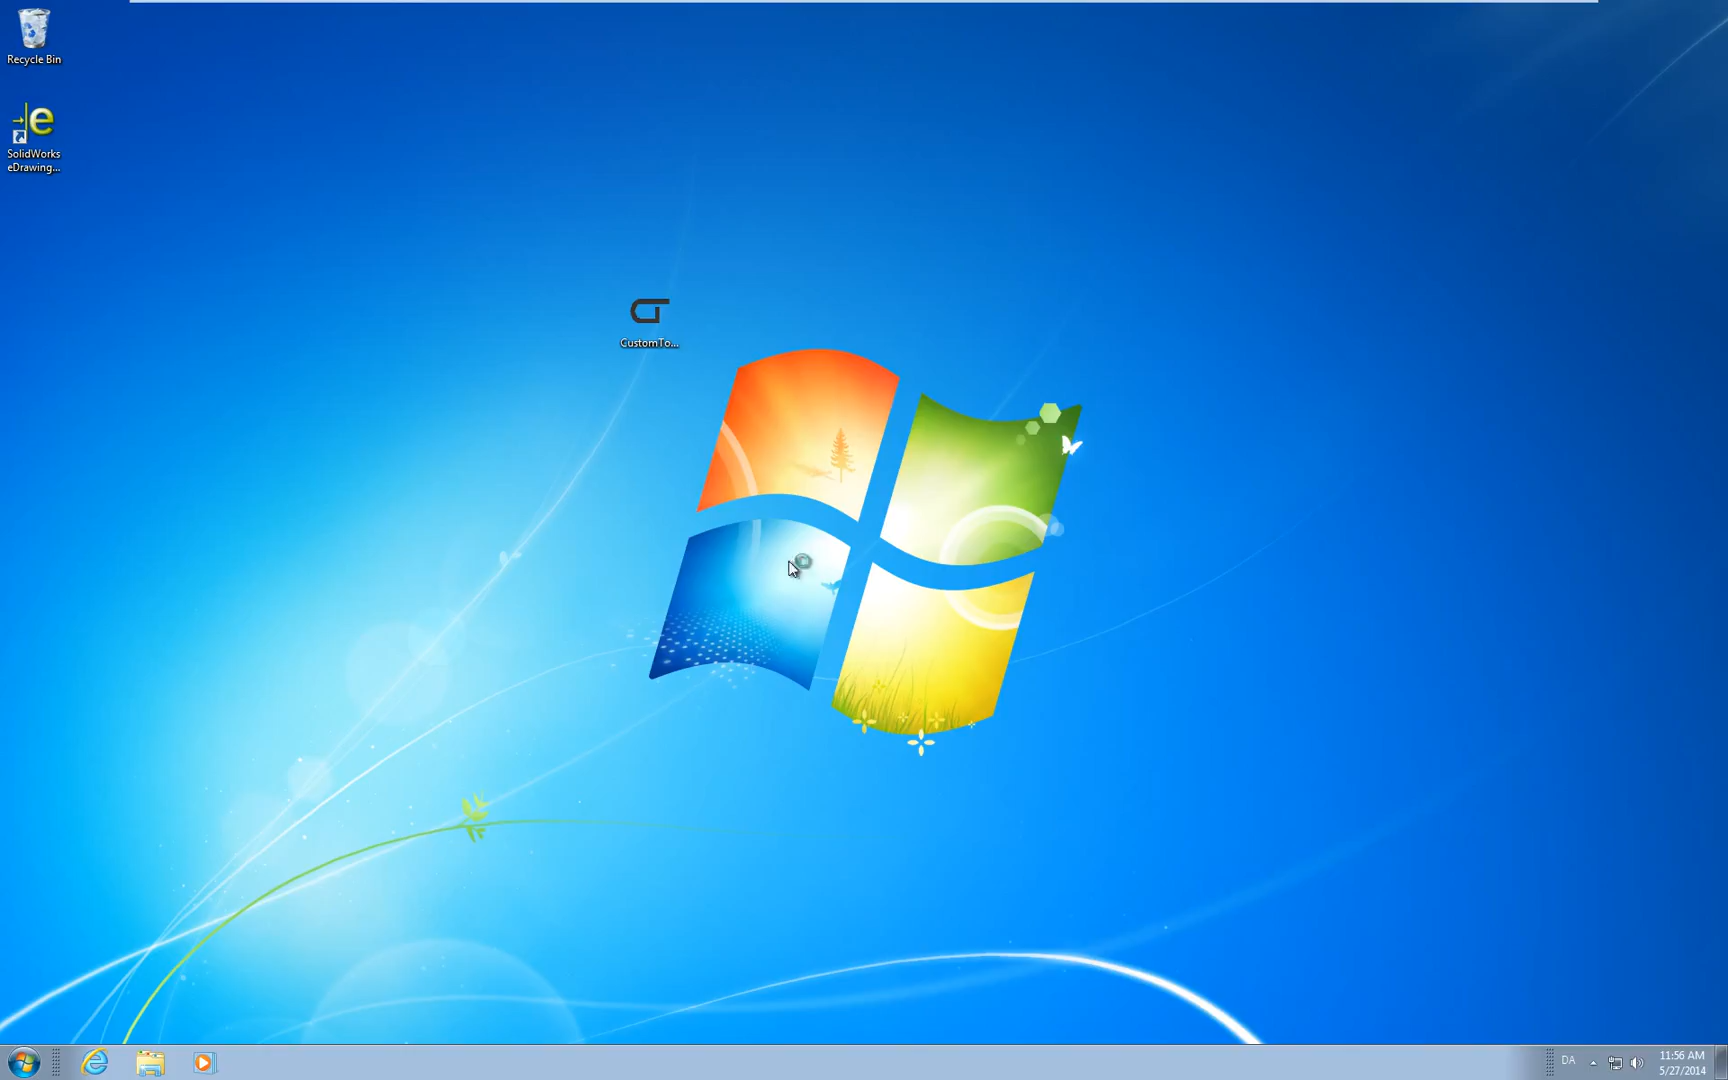 Recycle Bin
SolidWorks
eDrawing...
CustomTo...
DA
11:56 AM
5/27/2014